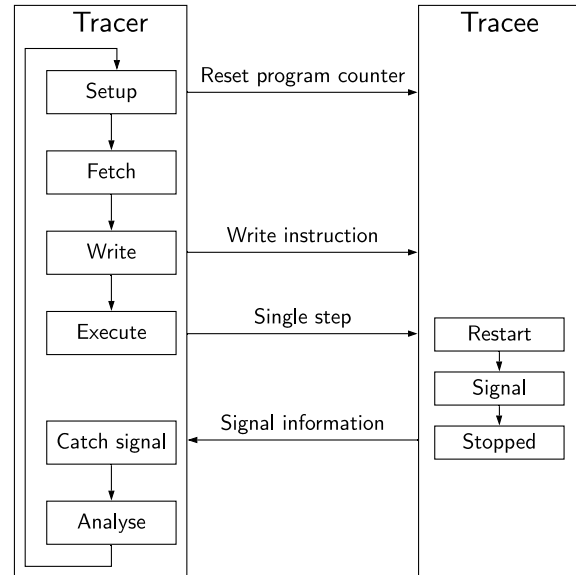 Tracer
Tracee
Setup
Reset program counter
Fetch
Write
Write instruction
Execute
Single step
Restart
Signal
Catch signal
Signal information
Stopped
Analyse